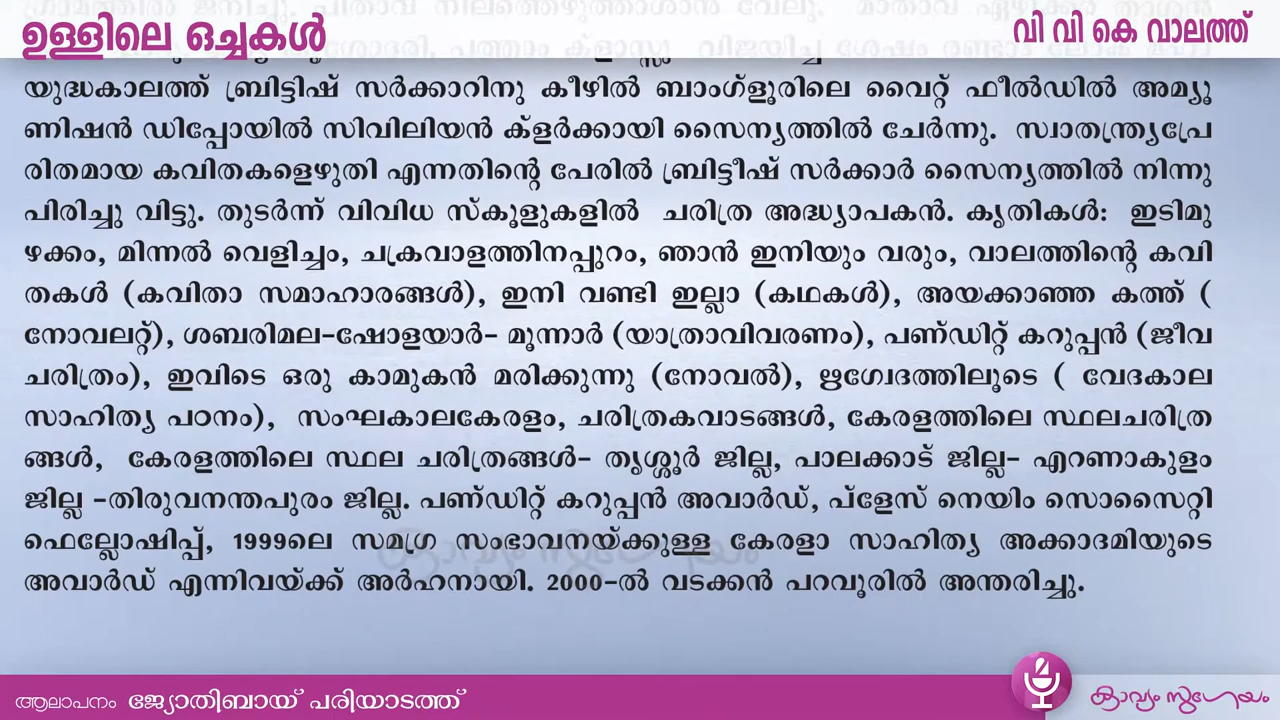 ഉള്ളിലെ ഒച്ചകൾ
വി വി കെ വാലത്ത്
യുദ്ധകാലത്ത് ബ്രിട്ടിഷ് സർക്കാറിനു കീഴിൽ ബാംഗ്ളൂരിലെ വൈറ്റ് ഫീൽഡിൽ അമ്യൂ
ണിഷൻ ഡിപ്പോയിൽ സിവിലിയൻ ക്ളർക്കായി സൈന്യത്തിൽ ചേർന്നു. സ്വാതന്ത്ര്യപ്രേ
രിതമായ കവിതകളെഴുതി എന്നതിന്റെ പേരിൽ ബ്രിട്ടീഷ് സർക്കാർ സൈന്യത്തിൽ നിന്നു
പിരിച്ചു വിട്ടു. തുടർന്ന് വിവിധ സ്കൂളുകളിൽ ചരിത്ര അദ്ധ്യാപകൻ. കൃതികൾ: ഇടിമു
ഴക്കം, മിന്നൽ വെളിച്ചം, ചക്രവാളത്തിനപ്പുറം, ഞാൻ ഇനിയും വരും, വാലത്തിന്റെ കവി
തകൾ (കവിതാ സമാഹാരങ്ങൾ), ഇനി വണ്ടി ഇല്ലാ (കഥകൾ), അയക്കാഞ്ഞ കത്ത് (
നോവലറ്റ്), ശബരിമല-ഷോളയാർ- മൂന്നാർ (യാത്രാവിവരണം), പണ്ഡിറ്റ് കറുപ്പൻ (ജീവ
ചരിത്രം), ഇവിടെ ഒരു കാമുകൻ മരിക്കുന്നു (നോവൽ), ഋഗ്വേദത്തിലൂടെ ( വേദകാല
സാഹിത്യ പഠനം), സംഘകാലകേരളം, ചരിത്രകവാടങ്ങൾ, കേരളത്തിലെ സ്ഥലചരിത്ര
ങ്ങൾ, കേരളത്തിലെ സ്ഥല ചരിത്രങ്ങൾ- തൃശ്ശൂർ ജില്ല, പാലക്കാട് ജില്ല- എറണാകുളം
ജില്ല -തിരുവനന്തപുരം ജില്ല. പണ്ഡിറ്റ് കറുപ്പൻ അവാർഡ്, പ്ളേസ് നെയിം സൊസൈറ്റി
ഫെല്ലോഷിപ്പ്, 1999ലെ സമഗ്ര സംഭാവനയ്ക്കുള്ള കേരളാ സാഹിത്യ അക്കാദമിയുടെ
അവാർഡ് എന്നിവയ്ക്ക് അർഹനായി. 2000-ൽ വടക്കൻ പറവൂരിൽ അന്തരിച്ചു.
ആലാപനം ജ്യോതിബായ് പരിയാടത്ത്
കാവ്യം സുഗേയം